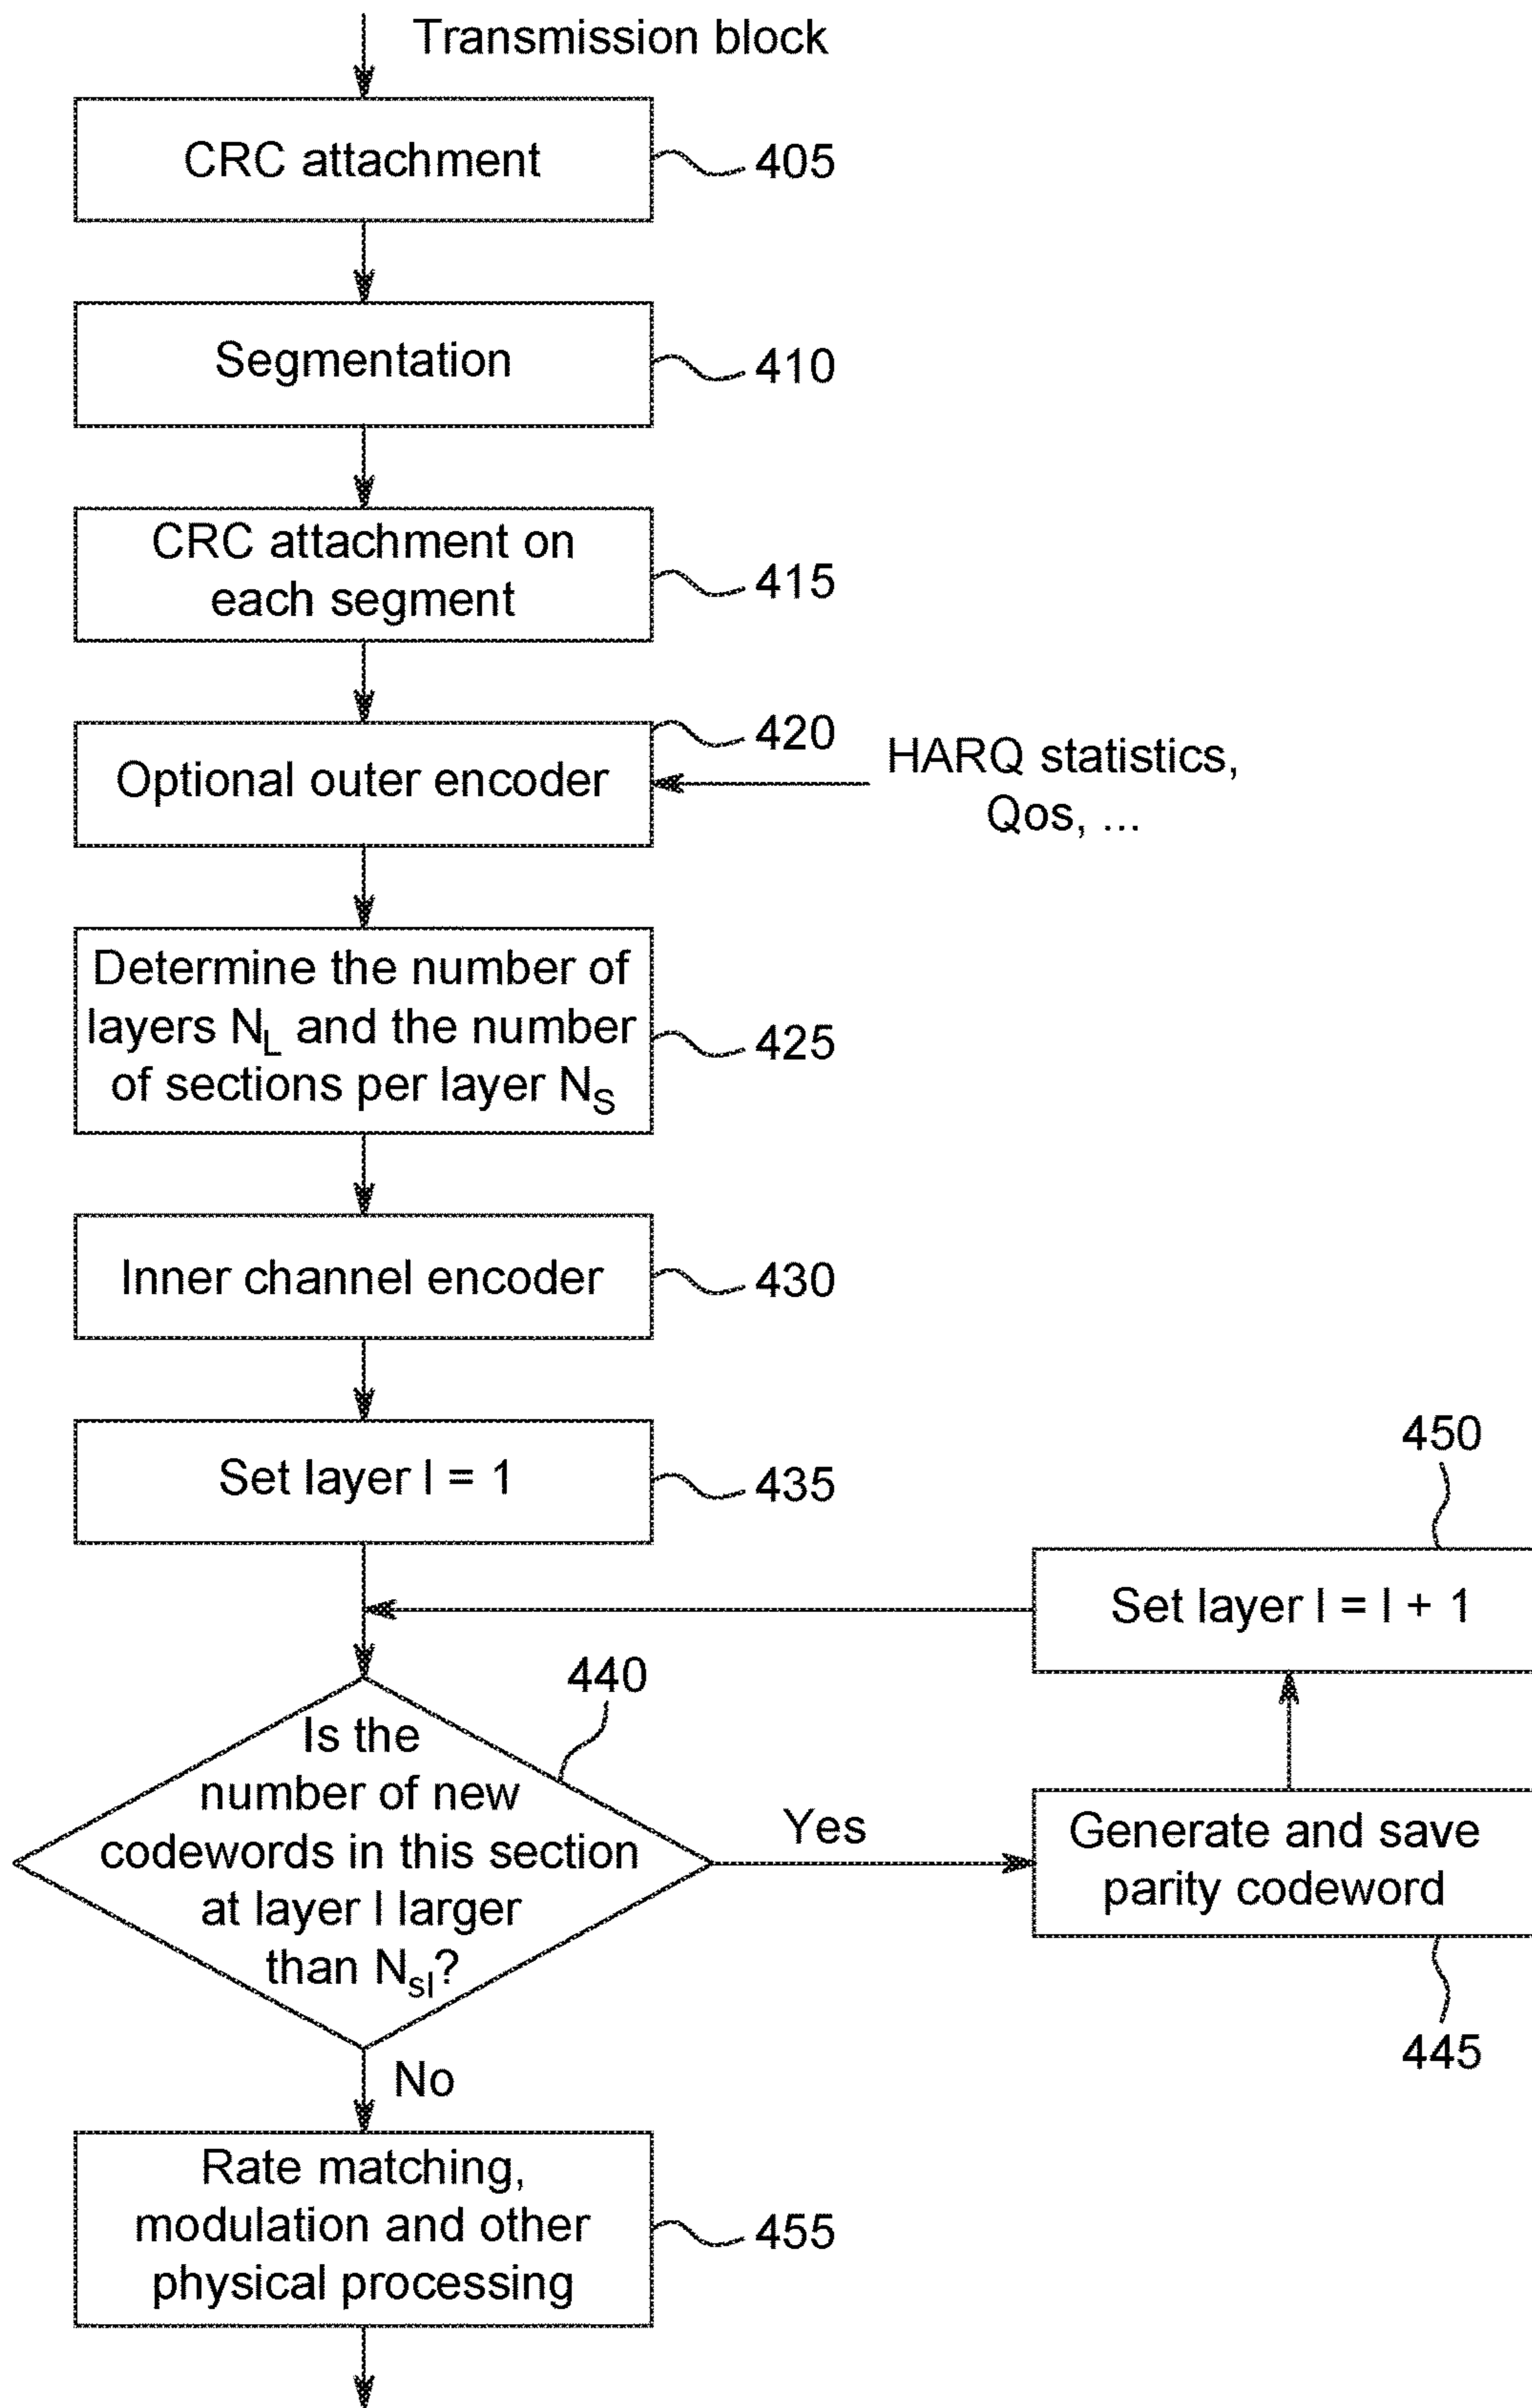 Transmission block
CRC attachment
405
Segmentation
410
CRC attachment on
each segment
415
420
Optional outer encoder
HARQ statistics,
Qos, ...
Determine the number of
layers N_L and the number
of sections per layer N_S
425
Inner channel encoder
430
Set layer l = 1
435
450
Set layer l = l + 1
440
Is the
number of new
codewords in this section
at layer l larger
than N_sl?
Yes
Generate and save
parity codeword
445
No
Rate matching,
modulation and other
physical processing
455